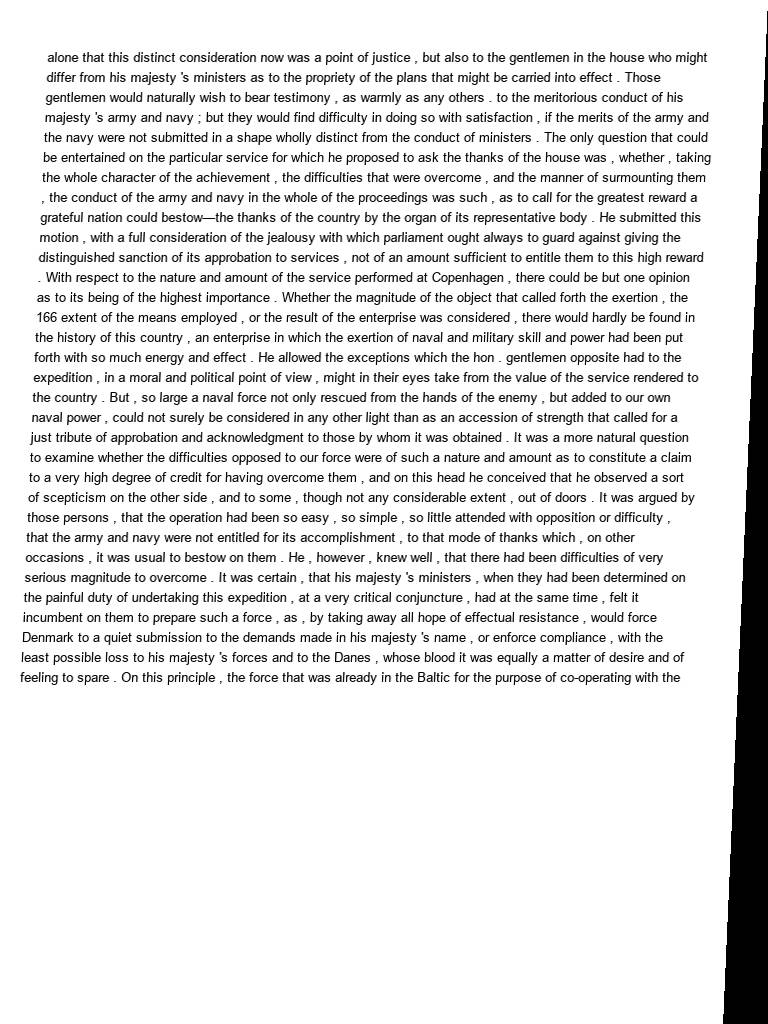 alone that this distinct consideration now was a point of justice , but also to the gentlemen in the house who might
differ from his majesty 's ministers as to the propriety of the plans that might be carried into effect . Those
gentlemen would naturally wish to bear testimony , as warmly as any others . to the meritorious conduct of his
majesty 's army and navy ; but they would find difficulty in doing so with satisfaction , if the merits of the army and
the navy were not submitted in a shape wholly distinct from the conduct of ministers . The only question that could
be entertained on the particular service for which he proposed to ask the thanks of the house was , whether , taking
the whole character of the achievement , the difficulties that were overcome , and the manner of surmounting them
, the conduct of the army and navy in the whole of the proceedings was such , as to call for the greatest reward a
grateful nation could bestow—the thanks of the country by the organ of its representative body . He submitted this
motion , with a full consideration of the jealousy with which parliament ought always to guard against giving the
distinguished sanction of its approbation to services , not of an amount sufficient to entitle them to this high reward
. With respect to the nature and amount of the service performed at Copenhagen , there could be but one opinion
as to its being of the highest importance . Whether the magnitude of the object that called forth the exertion , the
166 extent of the means employed , or the result of the enterprise was considered , there would hardly be found in
the history of this country , an enterprise in which the exertion of naval and military skill and power had been put
forth with so much energy and effect . He allowed the exceptions which the hon . gentlemen opposite had to the
expedition , in a moral and political point of view , might in their eyes take from the value of the service rendered to
the country . But , so large a naval force not only rescued from the hands of the enemy , but added to our own
naval power , could not surely be considered in any other light than as an accession of strength that called for a
just tribute of approbation and acknowledgment to those by whom it was obtained . It was a more natural question
to examine whether the difficulties opposed to our force were of such a nature and amount as to constitute a claim
to a very high degree of credit for having overcome them , and on this head he conceived that he observed a sort
of scepticism on the other side , and to some , though not any considerable extent , out of doors . It was argued by
those persons , that the operation had been so easy , so simple , so little attended with opposition or difficulty ,
that the army and navy were not entitled for its accomplishment , to that mode of thanks which , on other
occasions , it was usual to bestow on them . He , however , knew well , that there had been difficulties of very
serious magnitude to overcome . It was certain , that his majesty 's ministers , when they had been determined on
the painful duty of undertaking this expedition , at a very critical conjuncture , had at the same time , felt it
incumbent on them to prepare such a force , as , by taking away all hope of effectual resistance , would force
Denmark to a quiet submission to the demands made in his majesty 's name , or enforce compliance , with the
least possible loss to his majesty 's forces and to the Danes , whose blood it was equally a matter of desire and of
feeling to spare . On this principle , the force that was already in the Baltic for the purpose of co-operating with the